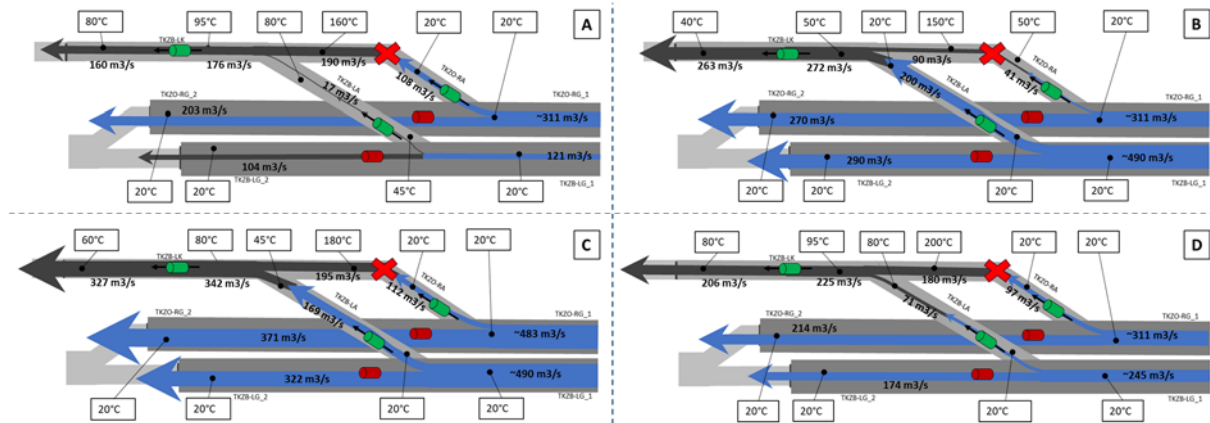 80°C 95°C 80°C 160°C 20°C 20°C A
TKZB-LK
160 m3/s 176 m3/s 190 m3/s 108 m3/s TKZO-RA
17 m3/s TKZB-LA
TKZO-RG_2 TKZO-RG_1
203 m3/s ~311 m3/s
104 m3/s 121 m3/s
TKZB-LG_2 TKZB-LG_1
20°C 20°C 45°C 20°C
40°C 50°C 20°C 150°C 50°C 20°C B
TKZB-LK
263 m3/s 272 m3/s 90 m3/s 41 m3/s TKZO-RA
200 m3/s TKZB-LA
TKZO-RG_2 TKZO-RG_1
270 m3/s ~311 m3/s
290 m3/s ~490 m3/s
TKZB-LG_2 TKZB-LG_1
20°C 20°C 20°C 20°C
60°C 80°C 45°C 180°C 20°C 20°C C
TKZB-LK
327 m3/s 342 m3/s 195 m3/s 112 m3/s TKZO-RA
169 m3/s TKZB-LA
TKZO-RG_2 TKZO-RG_1
371 m3/s ~483 m3/s
322 m3/s ~490 m3/s
TKZB-LG_2 TKZB-LG_1
20°C 20°C 20°C 20°C
80°C 95°C 80°C 200°C 20°C 20°C D
TKZB-LK
206 m3/s 225 m3/s 180 m3/s 97 m3/s TKZO-RA
71 m3/s TKZB-LA
TKZO-RG_2 TKZO-RG_1
214 m3/s ~311 m3/s
174 m3/s ~245 m3/s
TKZB-LG_2 TKZB-LG_1
20°C 20°C 20°C 20°C